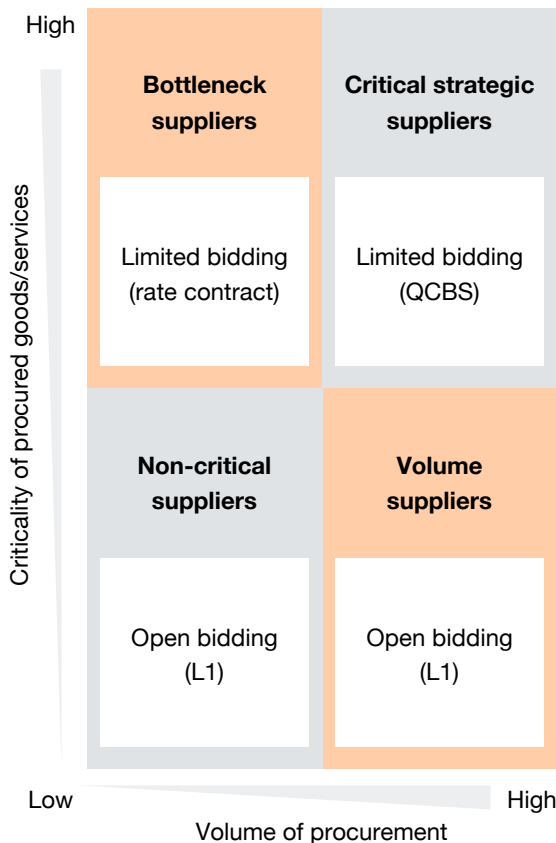 High
Bottleneck
suppliers
Critical strategic
suppliers
Limited bidding
(rate contract)
Limited bidding
(QCBS)
Criticality of procured goods/services
Non-critical
suppliers
Volume
suppliers
Open bidding
(L1)
Open bidding
(L1)
Low
High
Volume of procurement